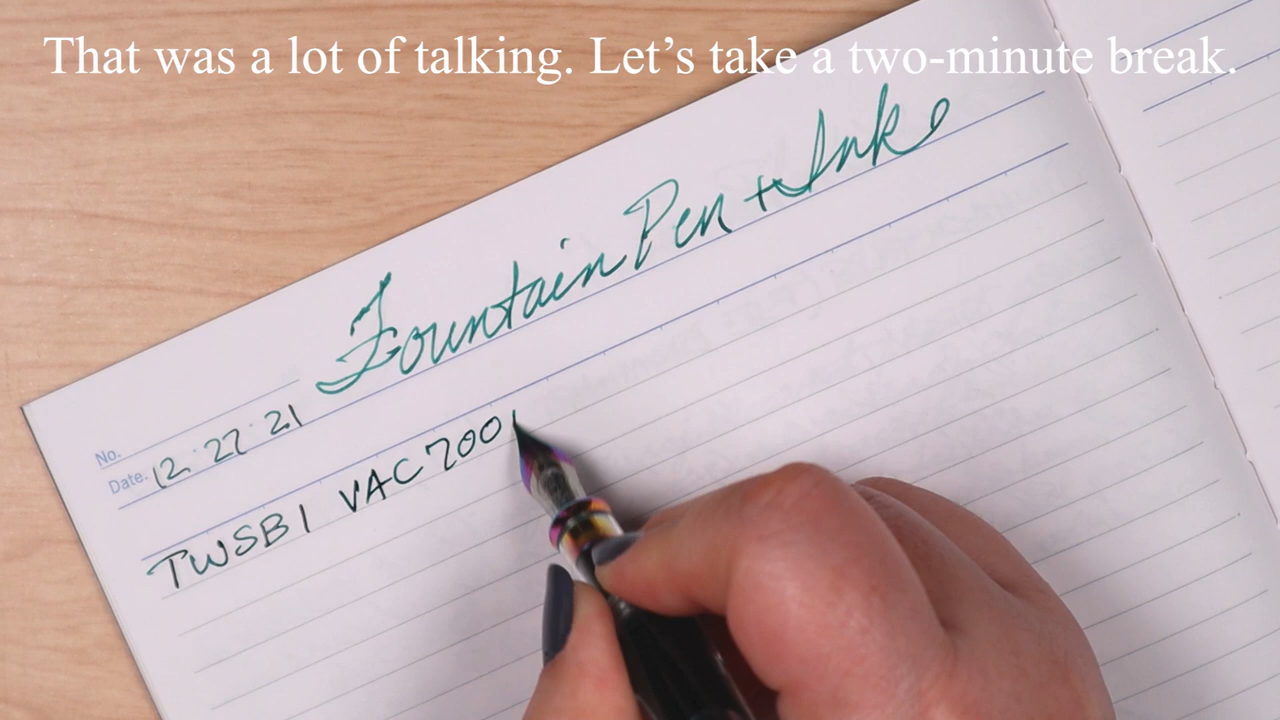 That was a lot of talking. Let’s take a two-minute break.
Fountain Pen + Ink
No.
Date. 12·27·21
TWSBI VAC700